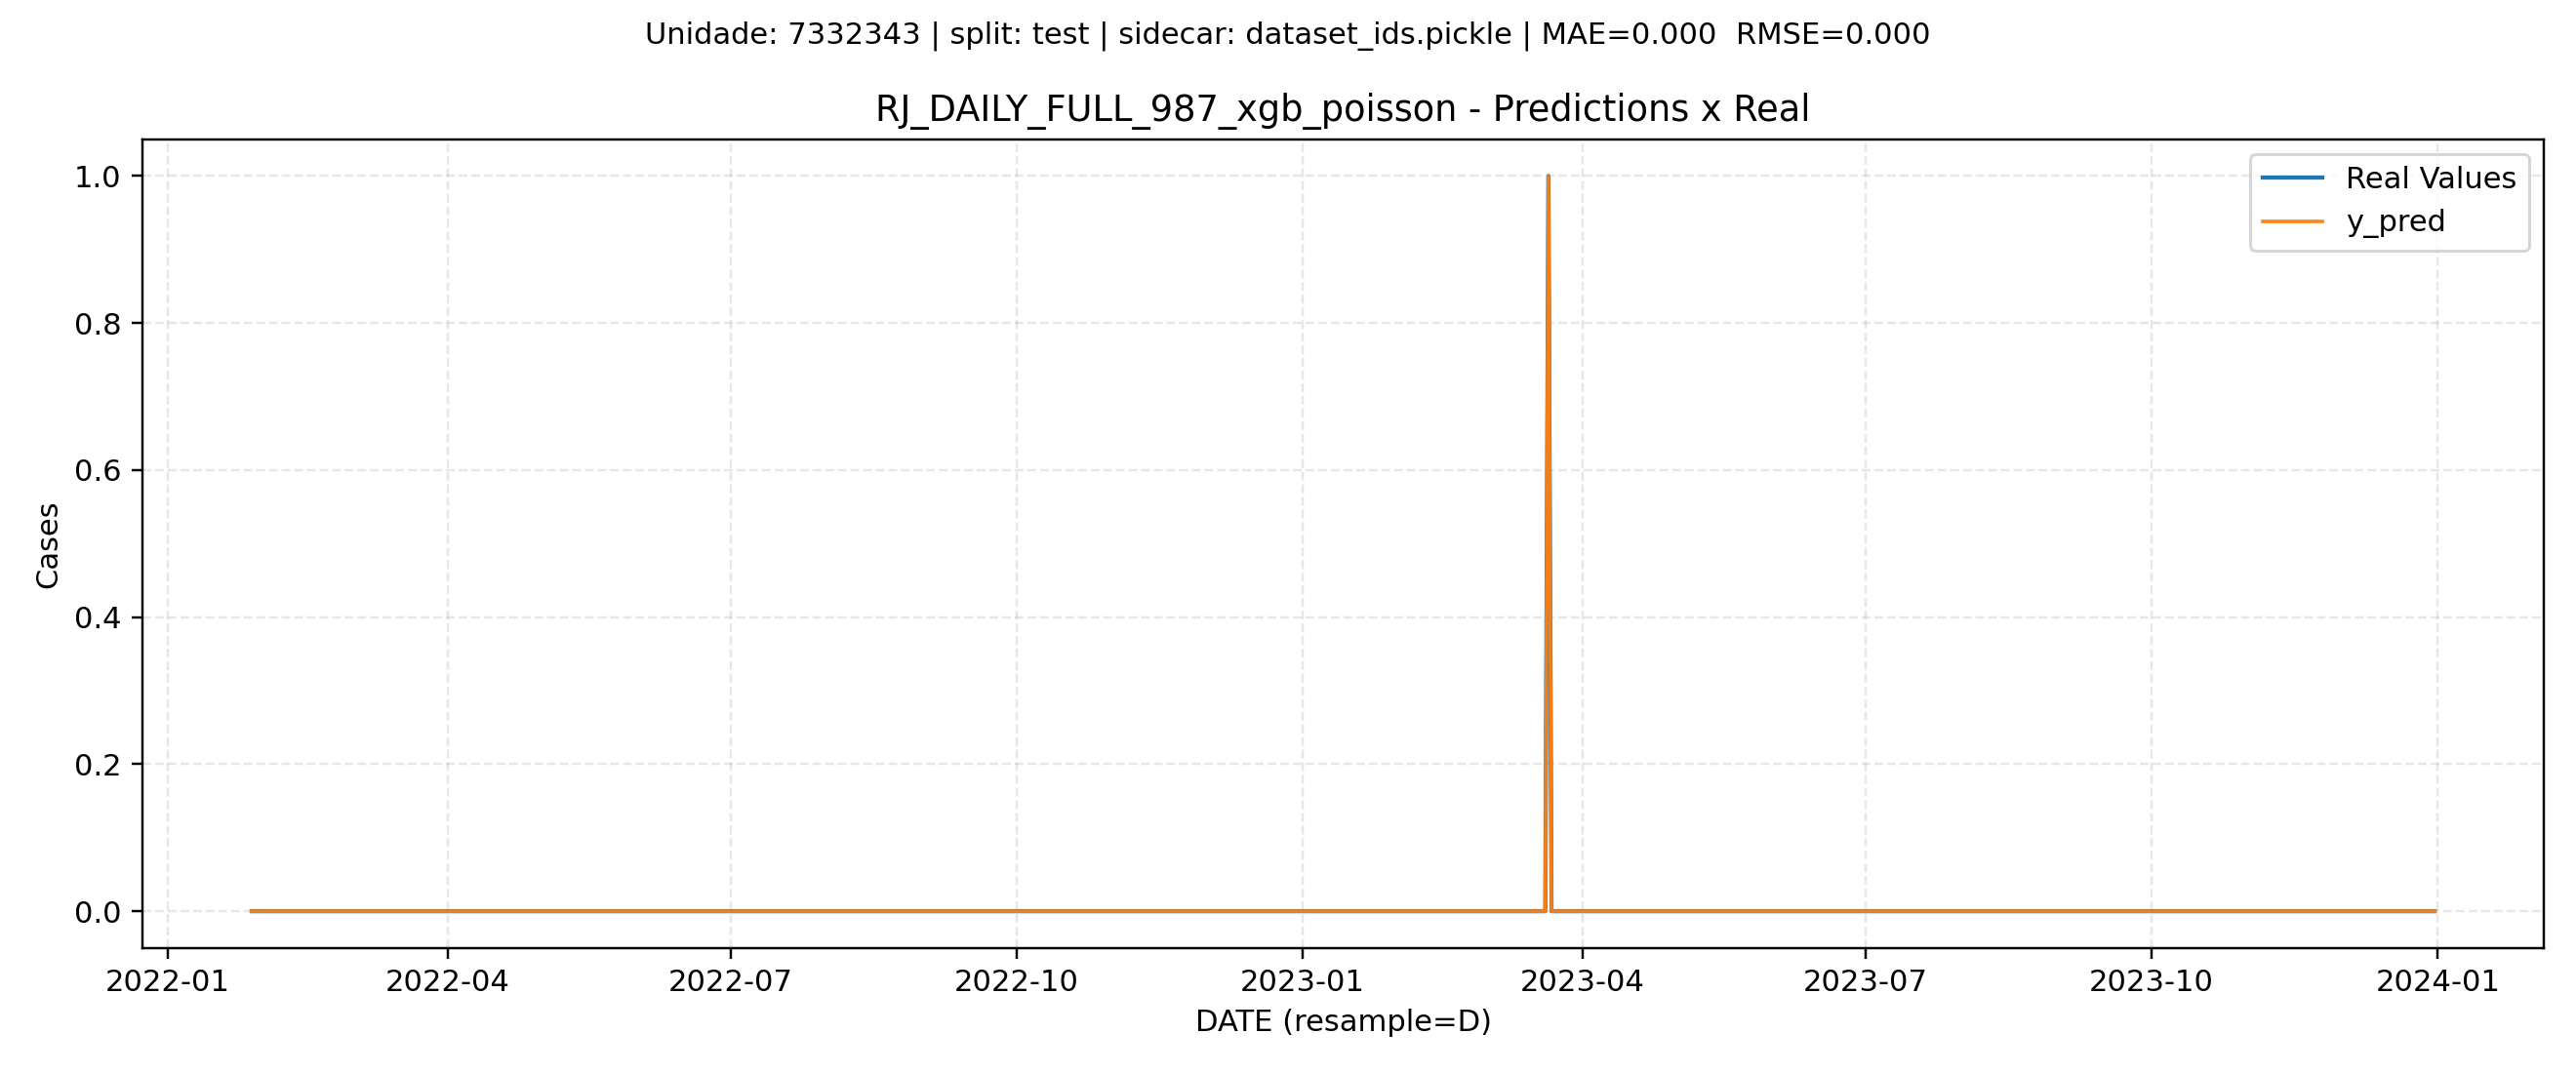 Unidade: 7332343 | split: test | sidecar: dataset_ids.pickle | MAE=0.000  RMSE=0.000
RJ_DAILY_FULL_987_xgb_poisson - Predictions x Real
Real Values
y_pred
Cases
1.0
0.8
0.6
0.4
0.2
0.0
2022-01 2022-04 2022-07 2022-10 2023-01 2023-04 2023-07 2023-10 2024-01
DATE (resample=D)